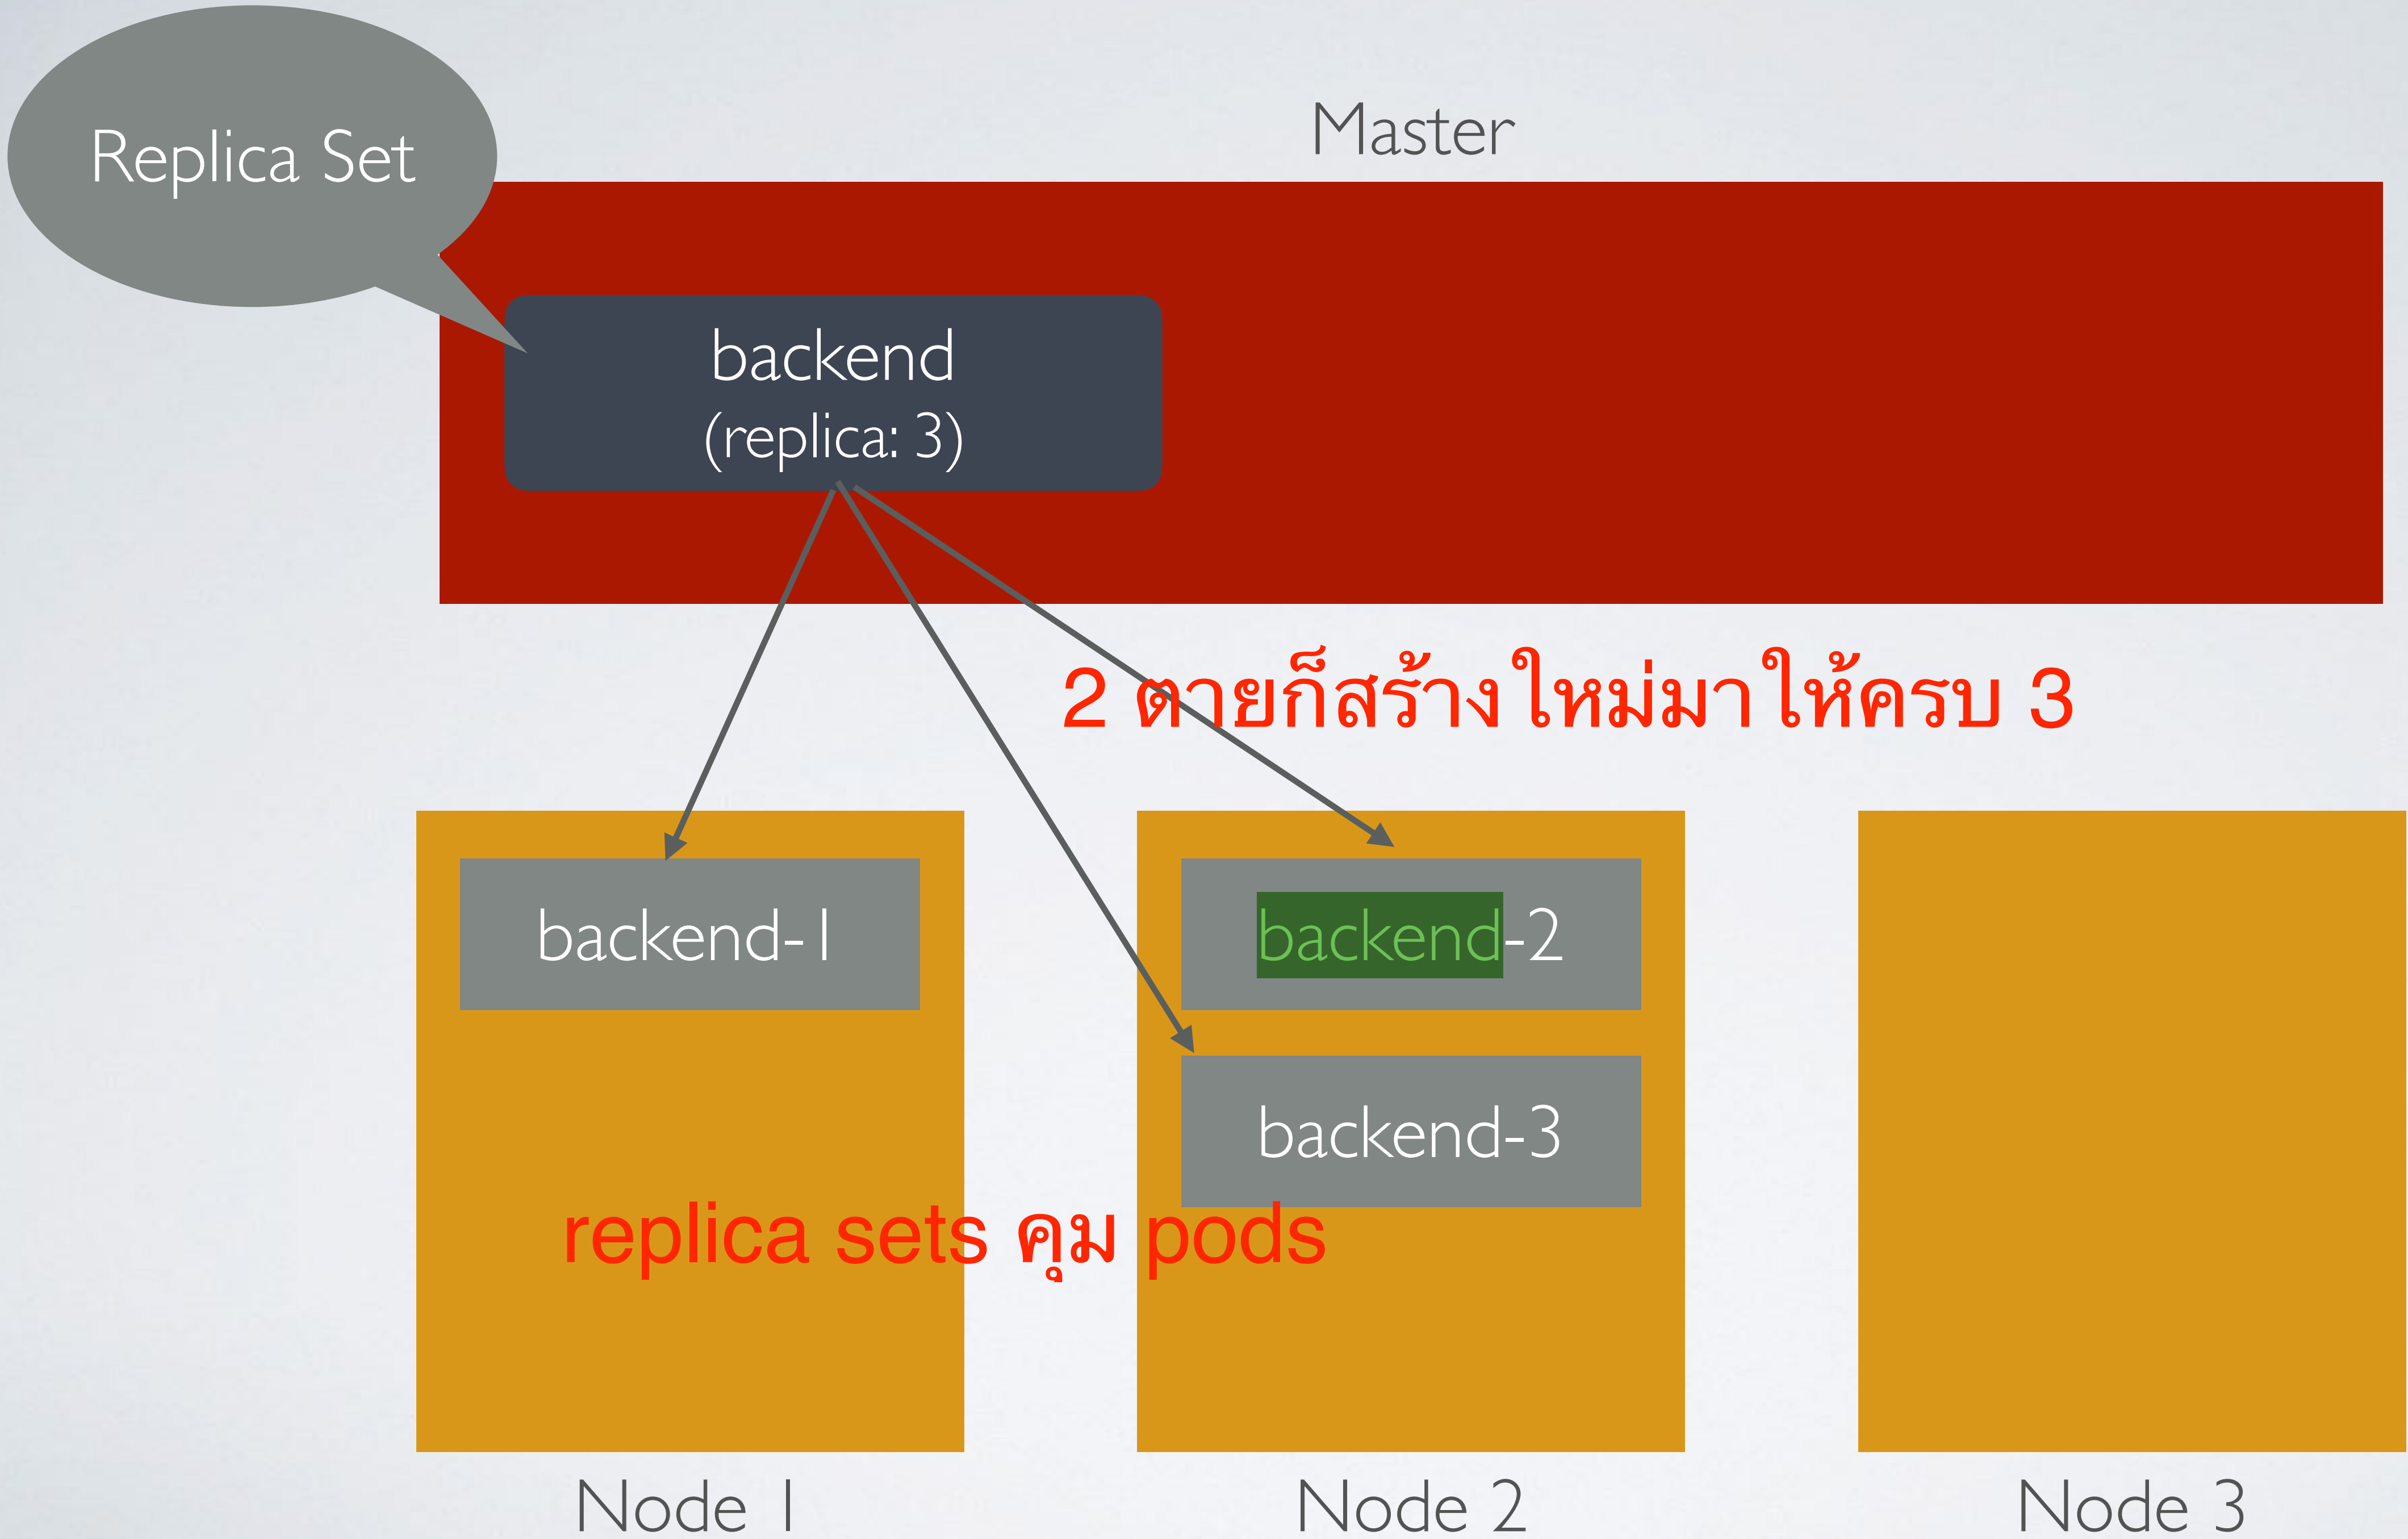 Replica Set
Master
backend
(replica: 3)
2 ตายก็สร้างใหม่มาให้ครบ 3
backend-1
backend-2
backend-3
replica sets คุม pods
Node 1
Node 2
Node 3